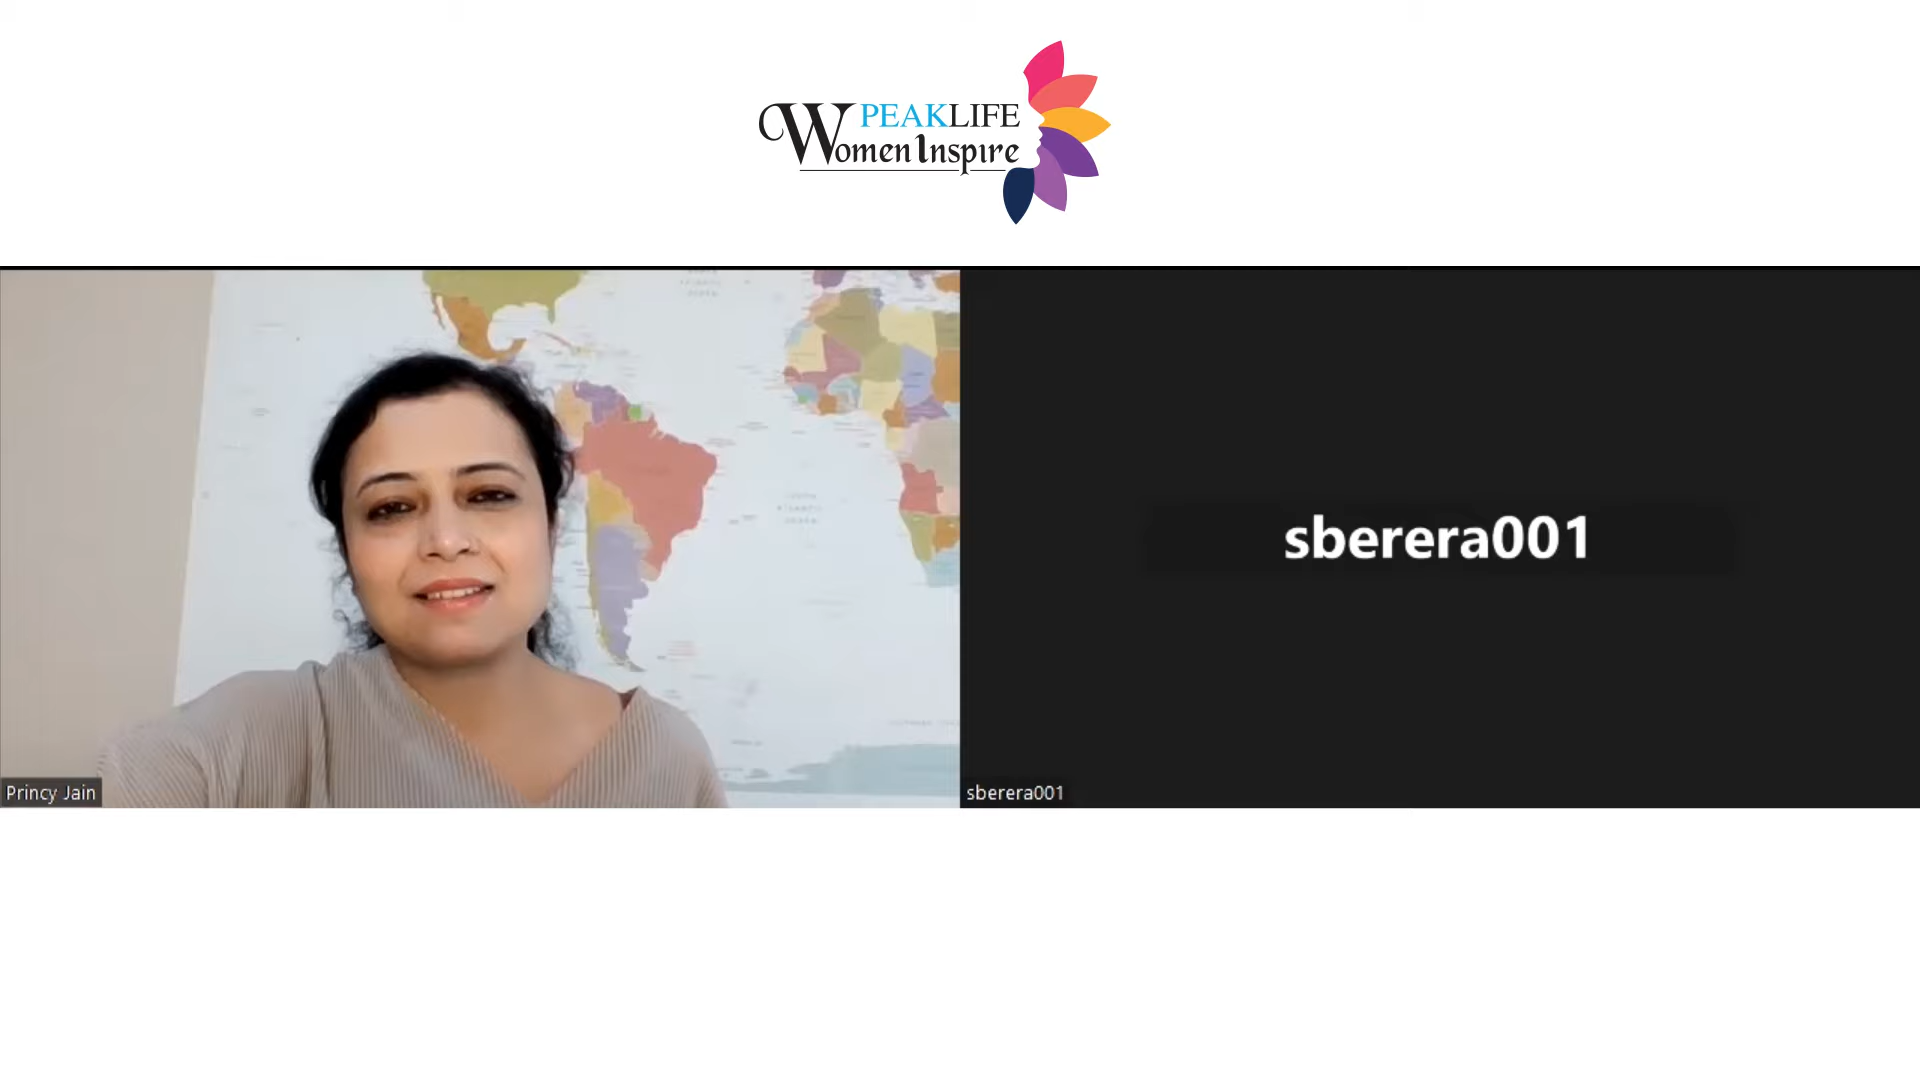 PEAKLIFE
Women Inspire
sberera001
Princy Jain
sberera001